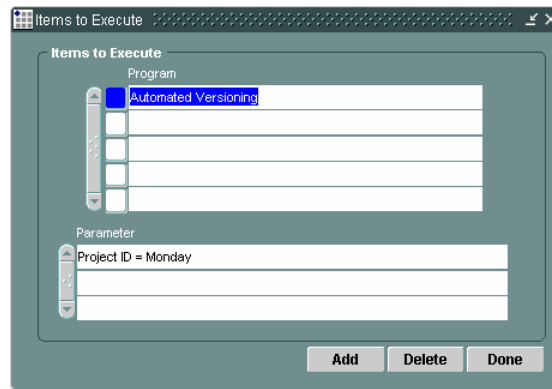 Items to Execute
Items to Execute
Program
Automated Versioning
Parameter
Project ID = Monday
Add Delete Done